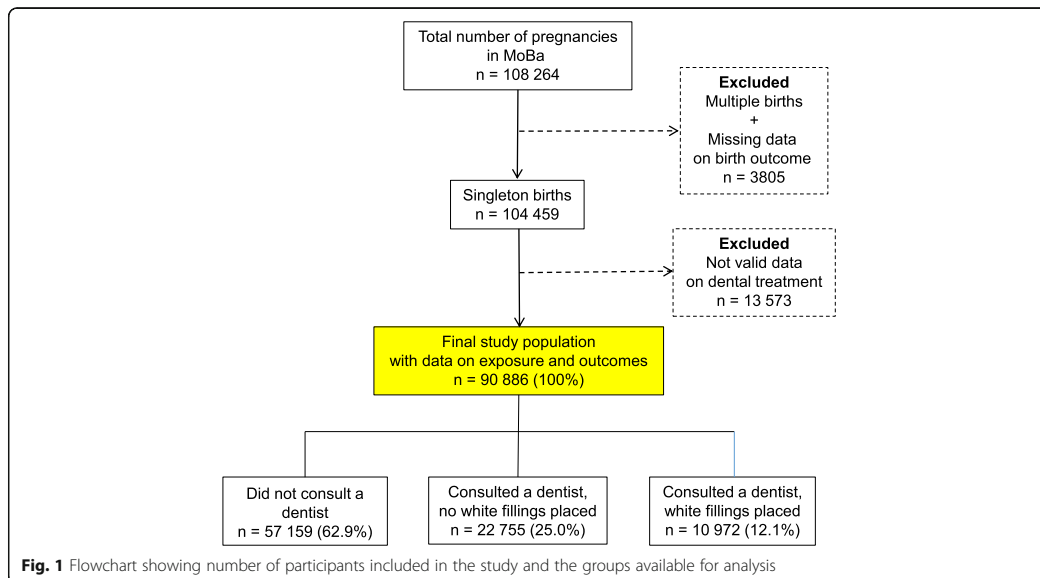 Total number of pregnancies
in MoBa
n = 108 264
Excluded
Multiple births
+
Missing data
on birth outcome
n = 3805
Singleton births
n = 104 459
Excluded
Not valid data
on dental treatment
n = 13 573
Final study population
with data on exposure and outcomes
n = 90 886 (100%)
Did not consult a
dentist
n = 57 159 (62.9%)
Consulted a dentist,
no white fillings placed
n = 22 755 (25.0%)
Consulted a dentist,
white fillings placed
n = 10 972 (12.1%)
Fig. 1 Flowchart showing number of participants included in the study and the groups available for analysis